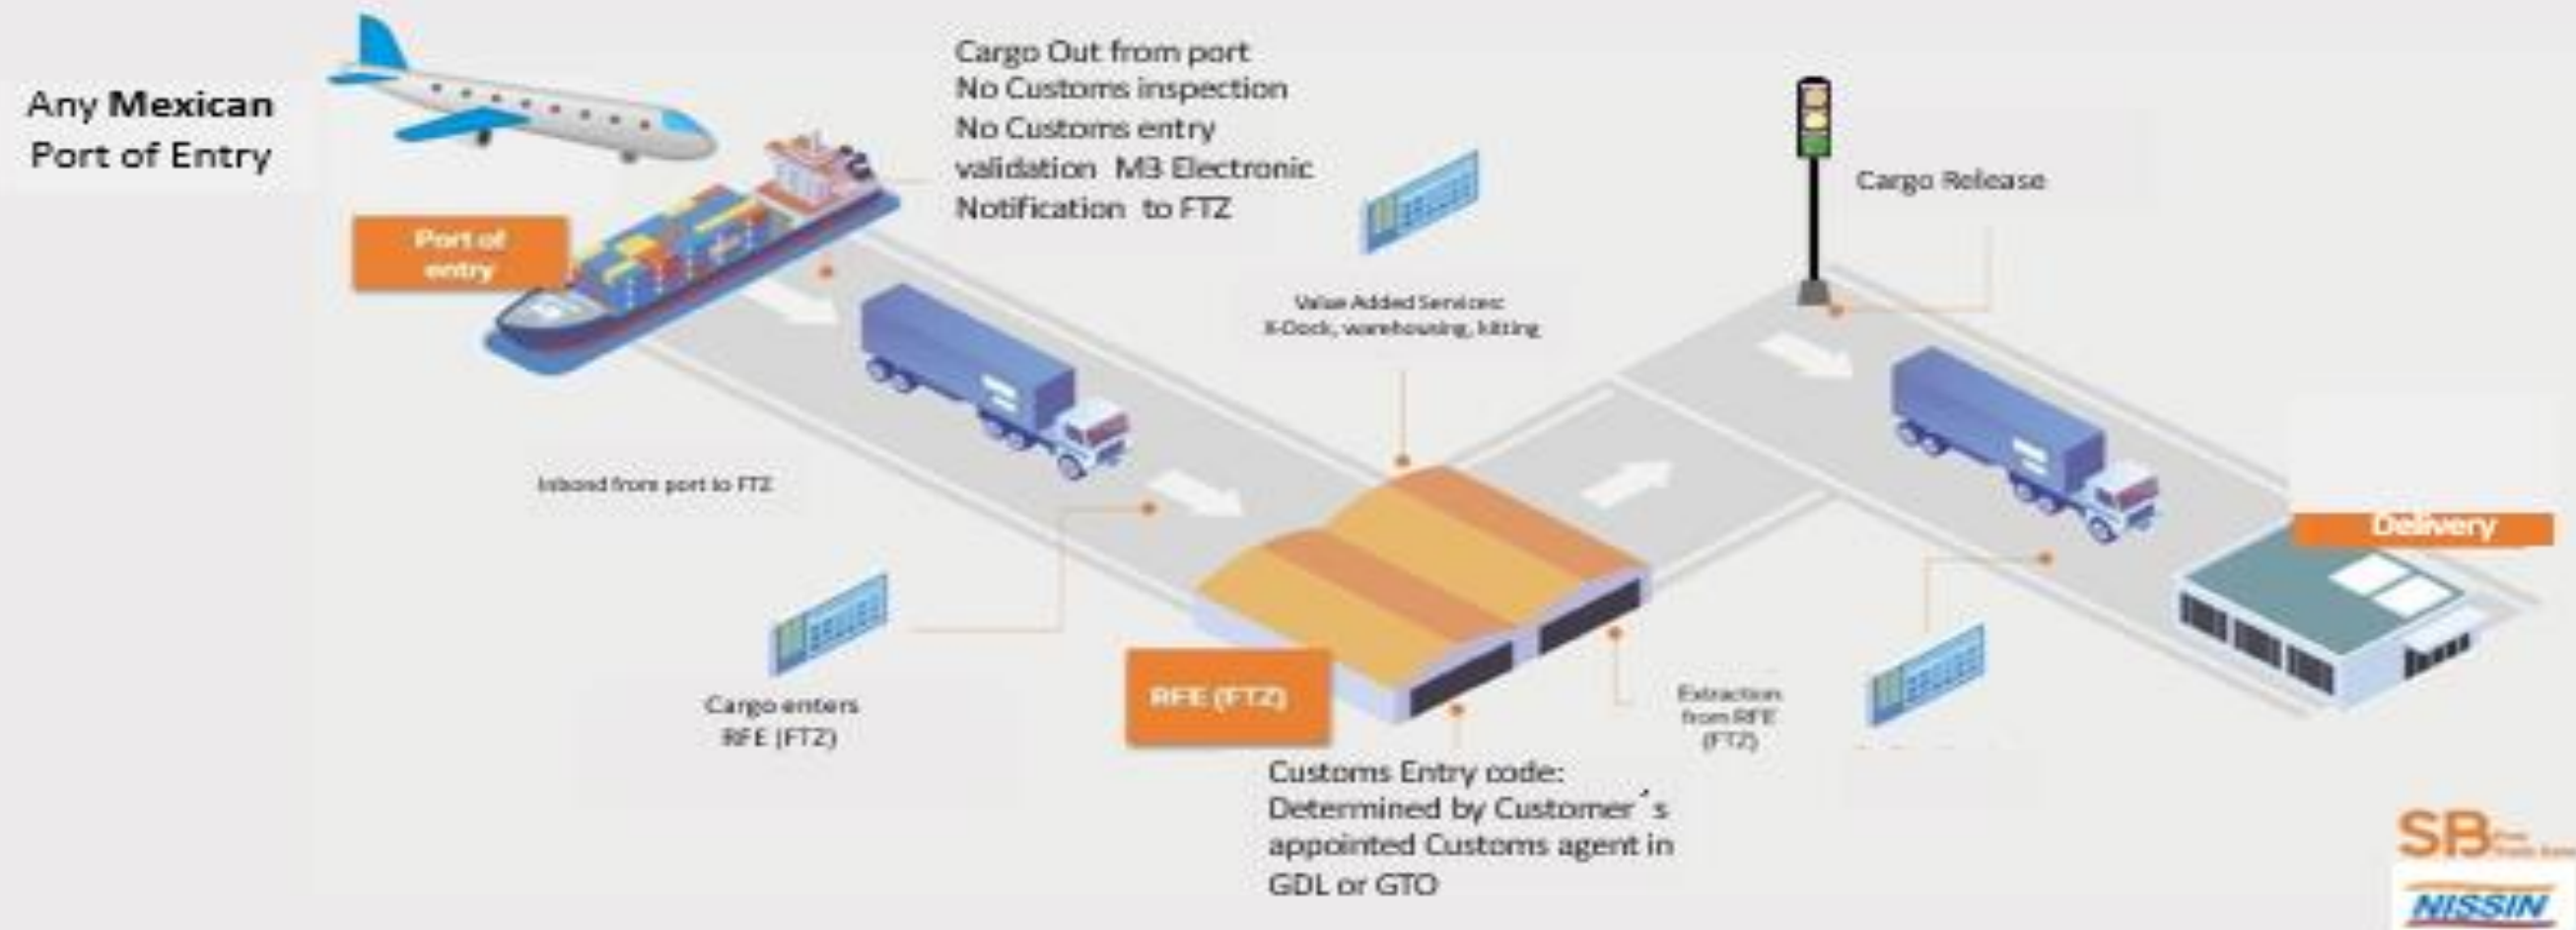 Any Mexican
Port of Entry
Cargo Out from port
No Customs inspection
No Customs entry
validation M3 Electronic
Notification to FTZ
Port of
entry
Cargo Release
Value Added Services:
X-Dock, warehousing, kitting
Inbond from port to FTZ
Delivery
Cargo enters
RFE (FTZ)
RFE (FTZ)
Extraction
from RFE
(FTZ)
Customs Entry code:
Determined by Customer´s
appointed Customs agent in
GDL or GTO
SB
NISSIN